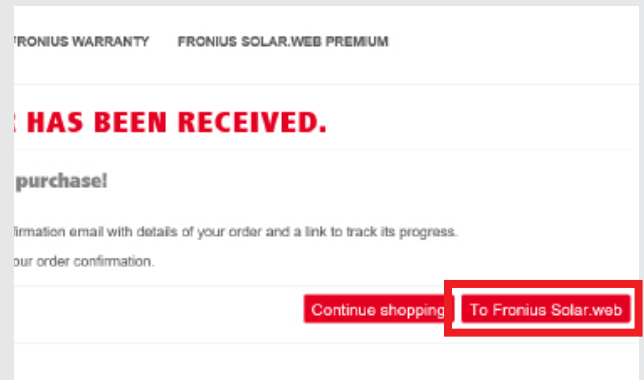 FRONIUS WARRANTY FRONIUS SOLAR.WEB PREMIUM
HAS BEEN RECEIVED.
purchase!
firmation email with details of your order and a link to track its progress.
our order confirmation.
Continue shopping To Fronius Solar.web